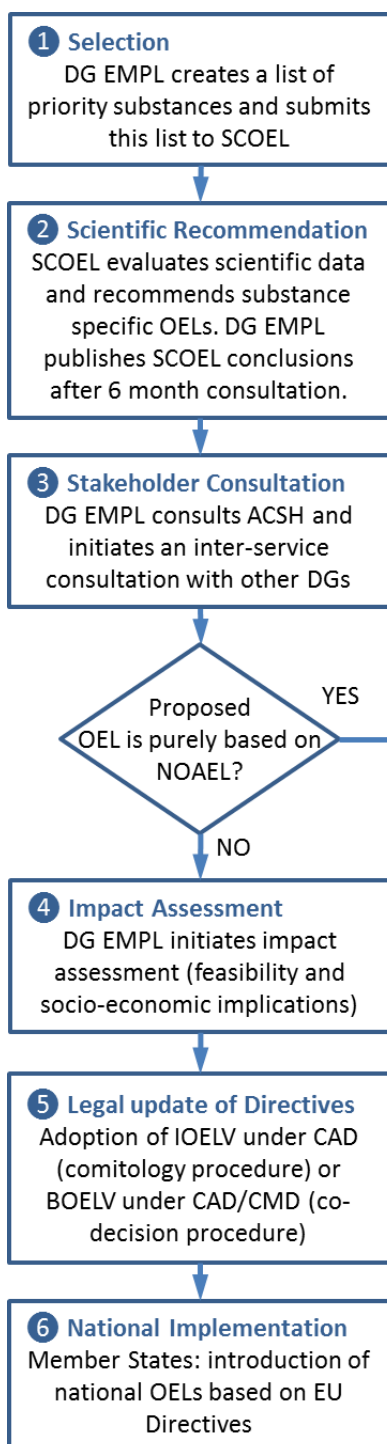 1 Selection
DG EMPL creates a list of
priority substances and submits
this list to SCOEL
2 Scientific Recommendation
SCOEL evaluates scientific data
and recommends substance
specific OELs. DG EMPL
publishes SCOEL conclusions
after 6 month consultation.
3 Stakeholder Consultation
DG EMPL consults ACSH and
initiates an inter-service
consultation with other DGs
Proposed
OEL is purely based on
NOAEL?
YES
NO
4 Impact Assessment
DG EMPL initiates impact
assessment (feasibility and
socio-economic implications)
5 Legal update of Directives
Adoption of IOELV under CAD
(comitology procedure) or
BOELV under CAD/CMD (co-
decision procedure)
6 National Implementation
Member States: introduction of
national OELs based on EU
Directives